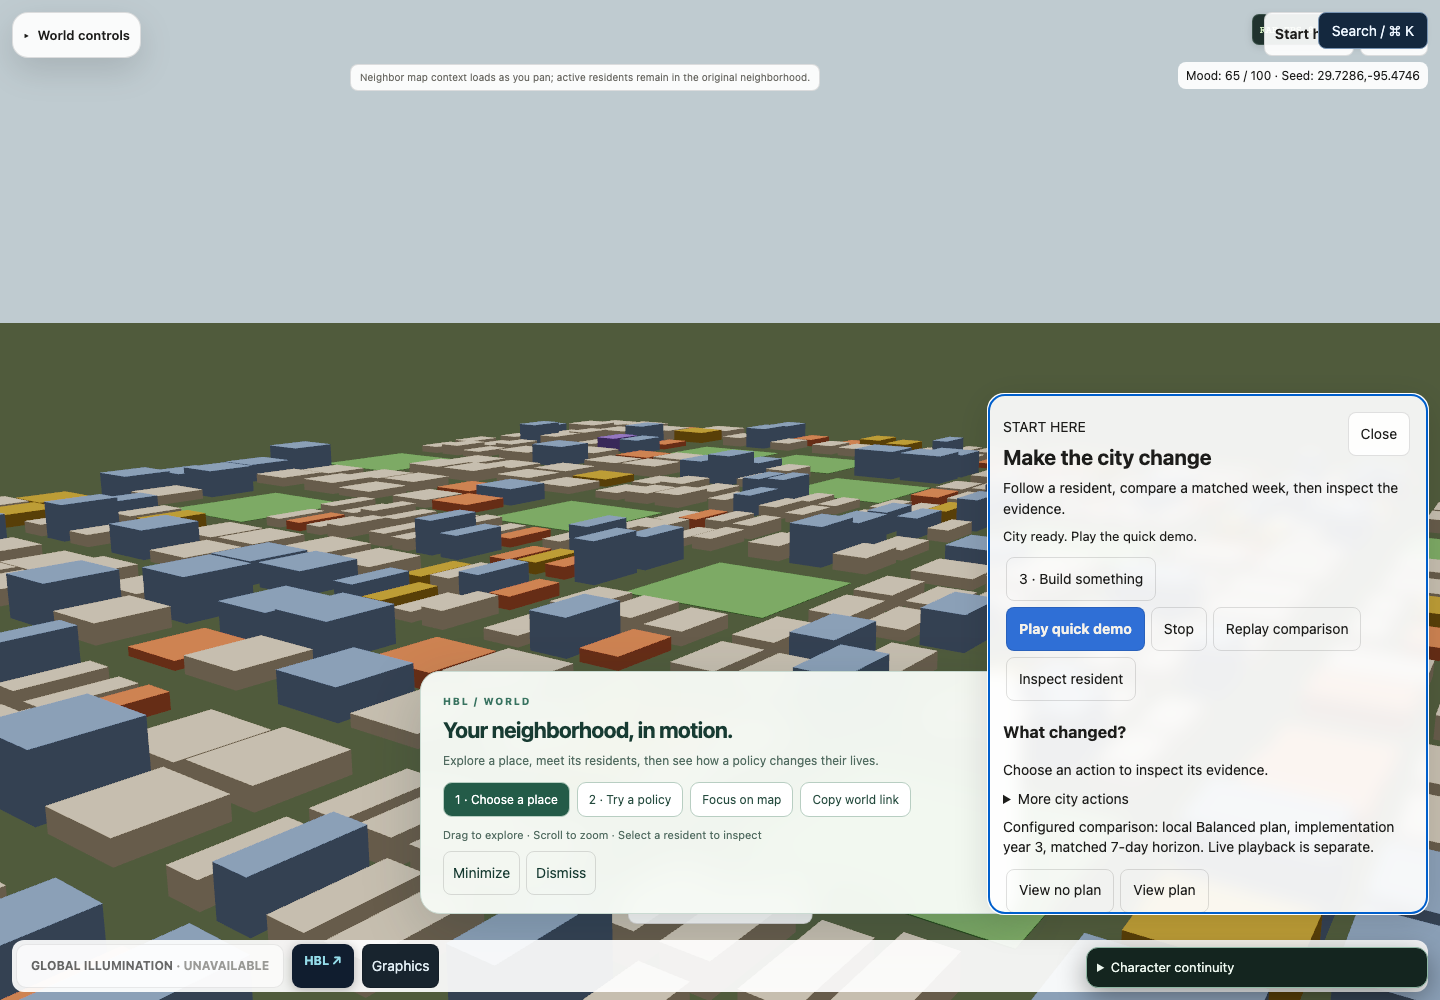 World controls
Start
Search / ⌘ K
Neighbor map context loads as you pan; active residents remain in the original neighborhood.
Mood: 65 / 100 · Seed: 29.7286,-95.4746
START HERE
Close
Make the city change
Follow a resident, compare a matched week, then inspect the
evidence.
City ready. Play the quick demo.
3 · Build something
Play quick demo
Stop
Replay comparison
Inspect resident
What changed?
Choose an action to inspect its evidence.
More city actions
Configured comparison: local Balanced plan, implementation
year 3, matched 7-day horizon. Live playback is separate.
View no plan
View plan
HBL / WORLD
Your neighborhood, in motion.
Explore a place, meet its residents, then see how a policy changes their lives.
1 · Choose a place
2 · Try a policy
Focus on map
Copy world link
Drag to explore · Scroll to zoom · Select a resident to inspect
Minimize
Dismiss
GLOBAL ILLUMINATION · UNAVAILABLE
HBL ↗
Graphics
Character continuity